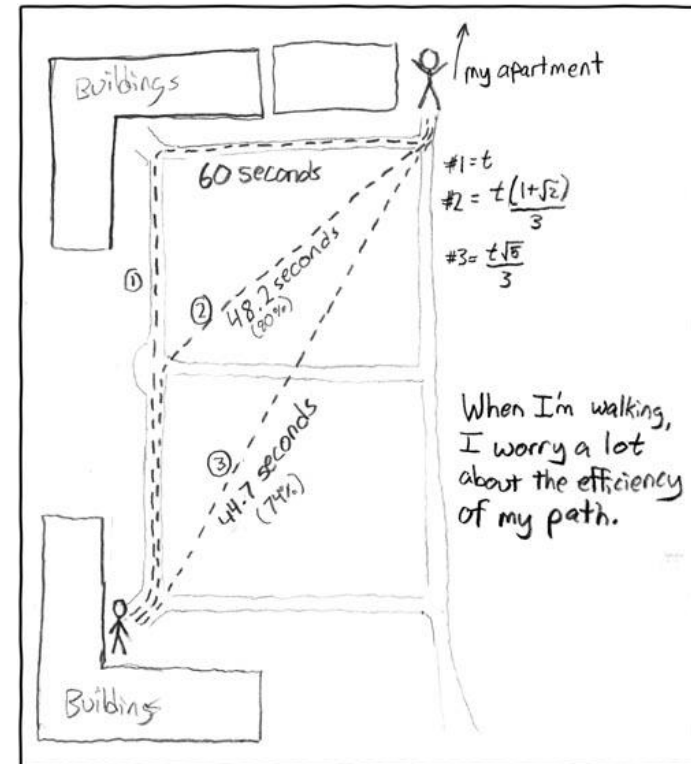 Buildings
my apartment
60 seconds
#1 = t
#2 = t(1+√2)/3
#3 = t√5/3
①
②
48.2 seconds
(80%)
③
44.7 seconds
(74%)
When I'm walking,
I worry a lot
about the efficiency
of my path.
Buildings